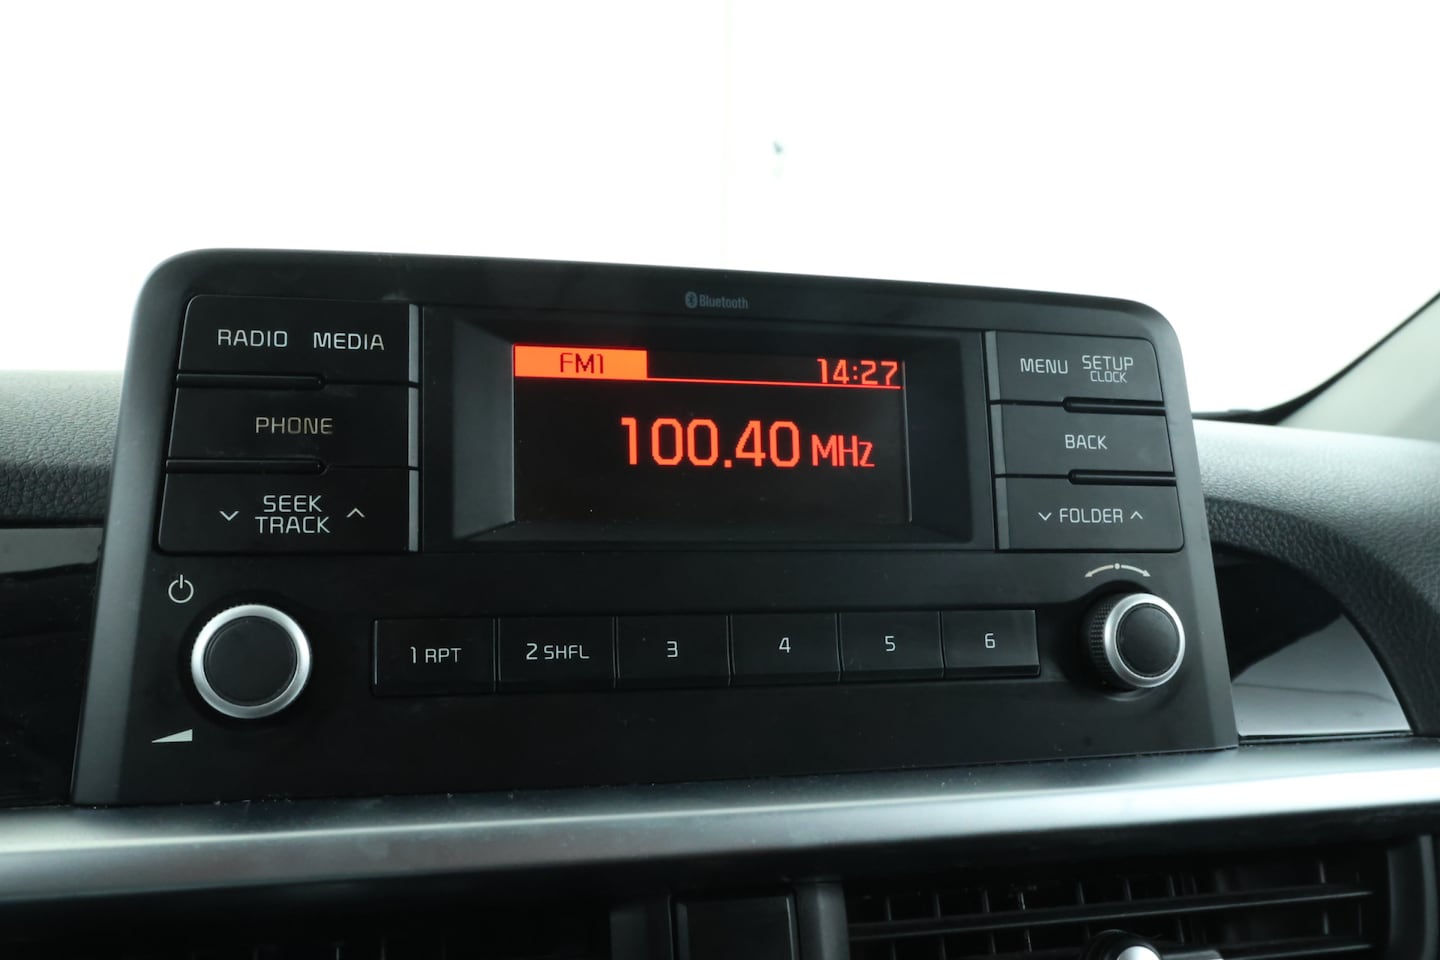 Bluetooth
RADIO MEDIA
FM1 14:27
MENU SETUP
CLOCK
PHONE
100.40 MHz
BACK
SEEK
TRACK
FOLDER
1 RPT 2 SHFL 3 4 5 6